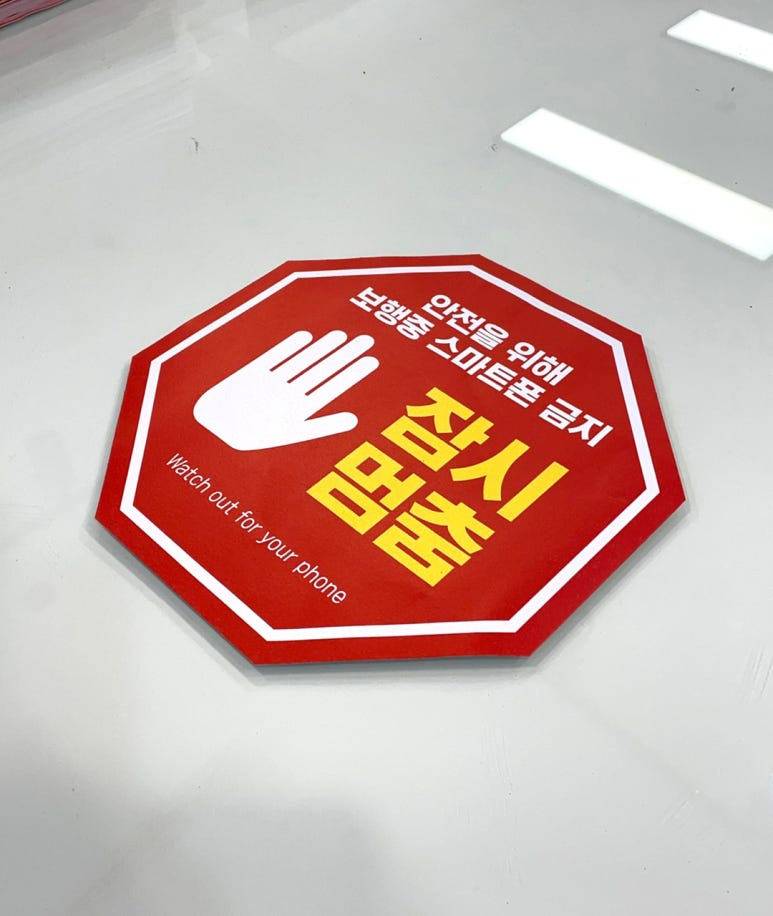 안전을 위해
보행중 스마트폰 금지
잠시
멈춤
Watch out for your phone